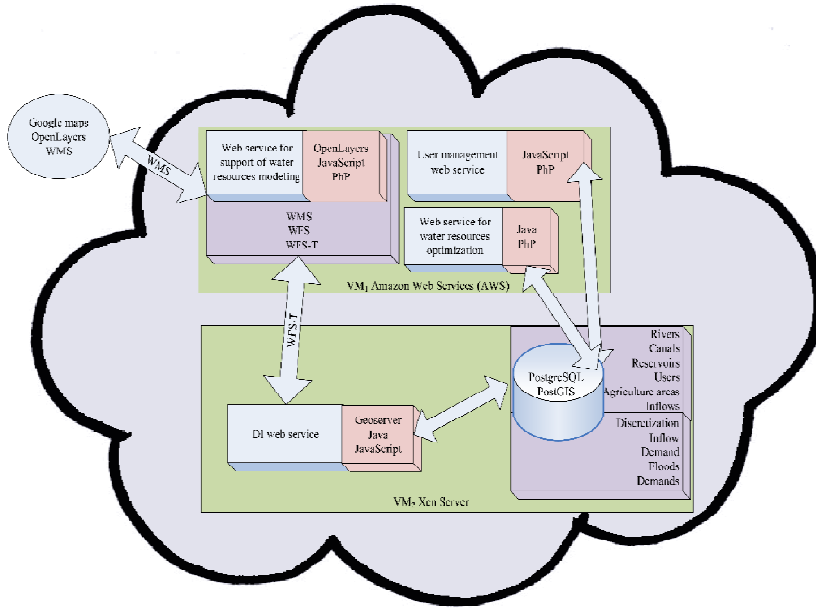 Google maps
OpenLayers
WMS
WMS
Web service for
support of water
resources modeling
OpenLayers
JavaScript
PhP
WMS
WFS
WFS-T
User management
web service
JavaScript
PhP
Web service for
water resources
optimization
Java
PhP
VM1 Amazon Web Services (AWS)
WFS-T
DI web service
Geoserver
Java
JavaScript
PostgreSQL
PostGIS
Rivers
Canals
Reservoirs
Users
Agriculture areas
Inflows
Discretization
Inflow
Demand
Floods
Demands
VM2 Xen Server